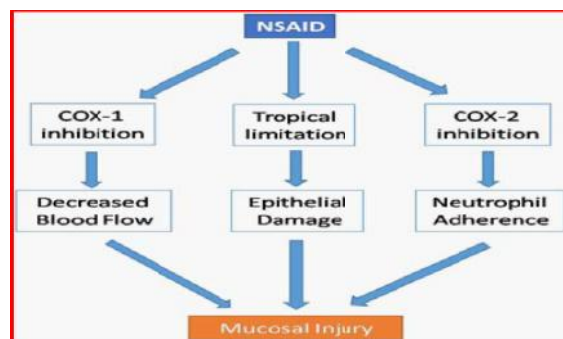 NSAID
COX-1
inhibition
Tropical
limitation
COX-2
inhibition
Decreased
Blood Flow
Epithelial
Damage
Neutrophil
Adherence
Mucosal Injury